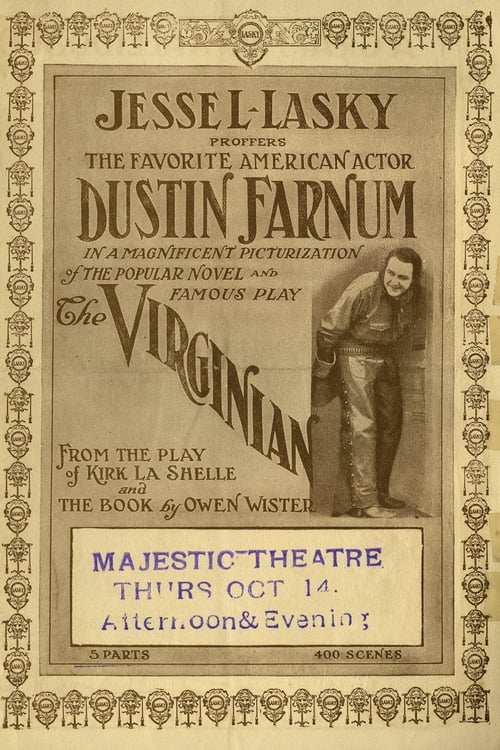 LASKY
JESSE L·LASKY
PROFFERS
THE FAVORITE AMERICAN ACTOR
DUSTIN FARNUM
IN A MAGNIFICENT PICTURIZATION
of THE POPULAR NOVEL AND
FAMOUS PLAY
The VIRGINIAN
FROM THE PLAY
of KIRK LA SHELLE
and
THE BOOK by OWEN WISTER
MAJESTIC THEATRE
THURS OCT 14.
Afternoon & Evening
5 PARTS 400 SCENES